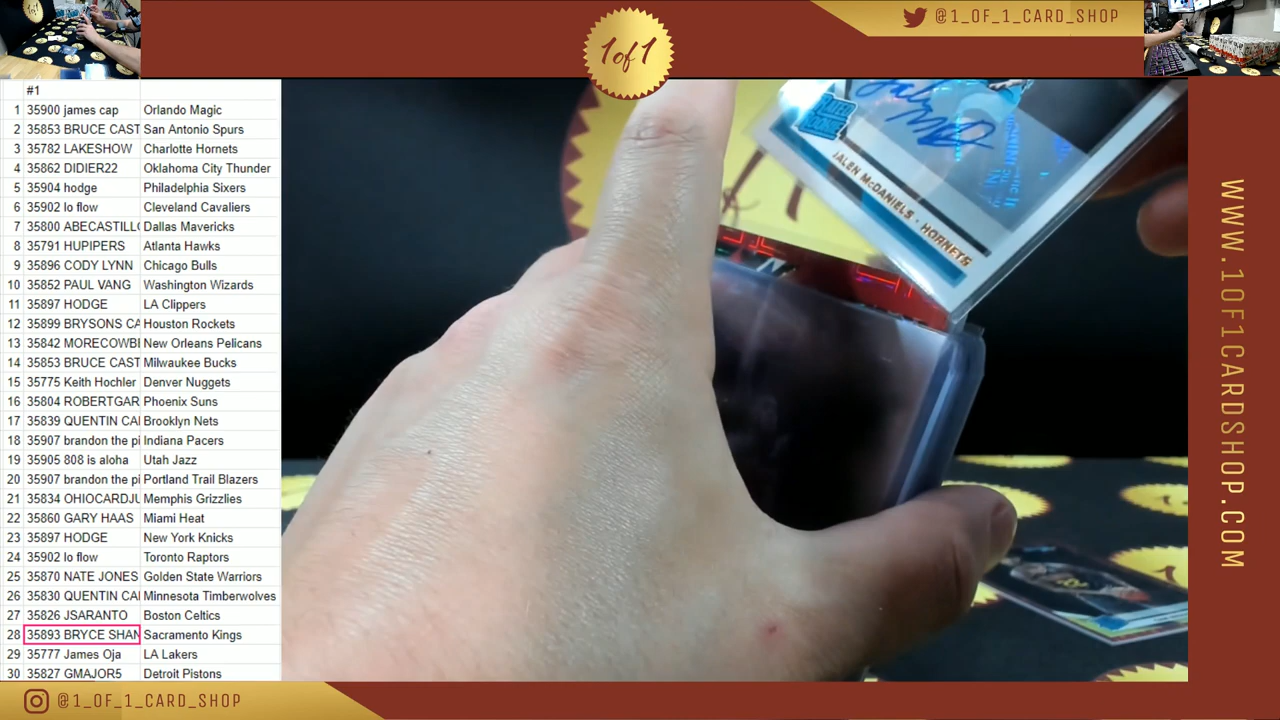 1of1
@1_OF_1_CARD_SHOP
#1
1 35900 james cap Orlando Magic
2 35853 BRUCE CAST San Antonio Spurs
3 35782 LAKESHOW Charlotte Hornets
4 35862 DIDIER22 Oklahoma City Thunder
5 35904 hodge Philadelphia Sixers
6 35902 lo flow Cleveland Cavaliers
7 35800 ABECASTILLO Dallas Mavericks
8 35791 HUPIPERS Atlanta Hawks
9 35896 CODY LYNN Chicago Bulls
10 35852 PAUL VANG Washington Wizards
11 35897 HODGE LA Clippers
12 35899 BRYSONS CA Houston Rockets
13 35842 MORECOWBE New Orleans Pelicans
14 35853 BRUCE CAST Milwaukee Bucks
15 35775 Keith Hochler Denver Nuggets
16 35804 ROBERTGAR Phoenix Suns
17 35839 QUENTIN CA Brooklyn Nets
18 35907 brandon the pi Indiana Pacers
19 35905 808 is aloha Utah Jazz
20 35907 brandon the pi Portland Trail Blazers
21 35834 OHIOCARDJU Memphis Grizzlies
22 35860 GARY HAAS Miami Heat
23 35897 HODGE New York Knicks
24 35902 lo flow Toronto Raptors
25 35870 NATE JONES Golden State Warriors
26 35830 QUENTIN CA Minnesota Timberwolves
27 35826 JSARANTO Boston Celtics
28 35893 BRYCE SHAN Sacramento Kings
29 35777 James Oja LA Lakers
30 35827 GMAJOR5 Detroit Pistons
JALEN McDANIELS · HORNETS
WWW.1OF1CARDSHOP.COM
@1_OF_1_CARD_SHOP